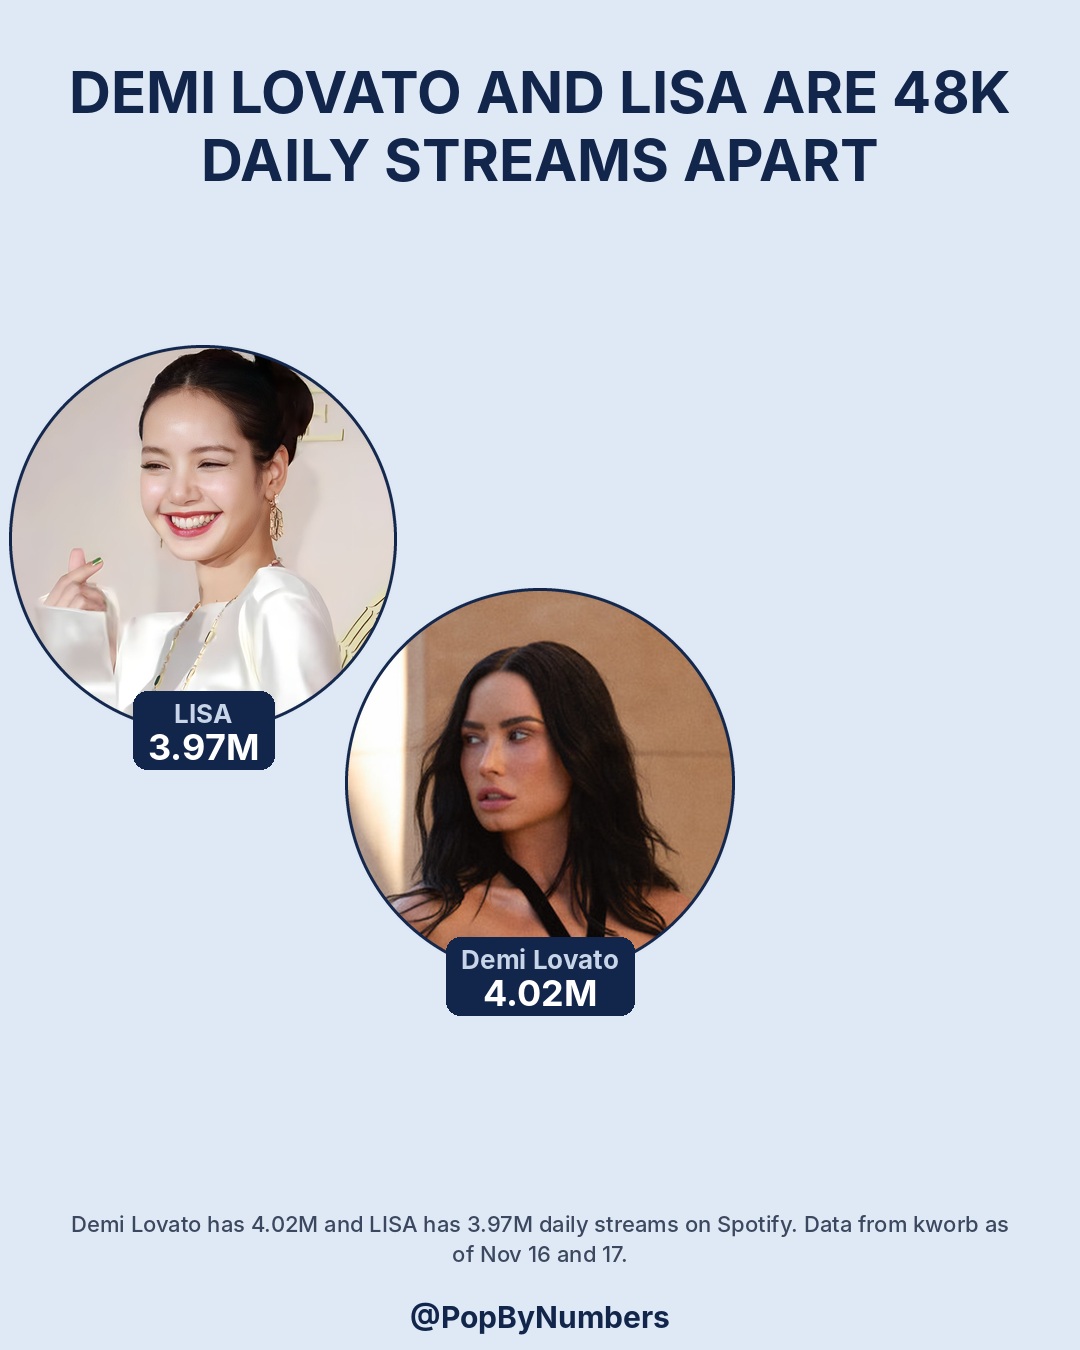 DEMI LOVATO AND LISA ARE 48K
DAILY STREAMS APART
LISA
3.97M
Demi Lovato
4.02M
Demi Lovato has 4.02M and LISA has 3.97M daily streams on Spotify. Data from kworb as
of Nov 16 and 17.
@PopByNumbers